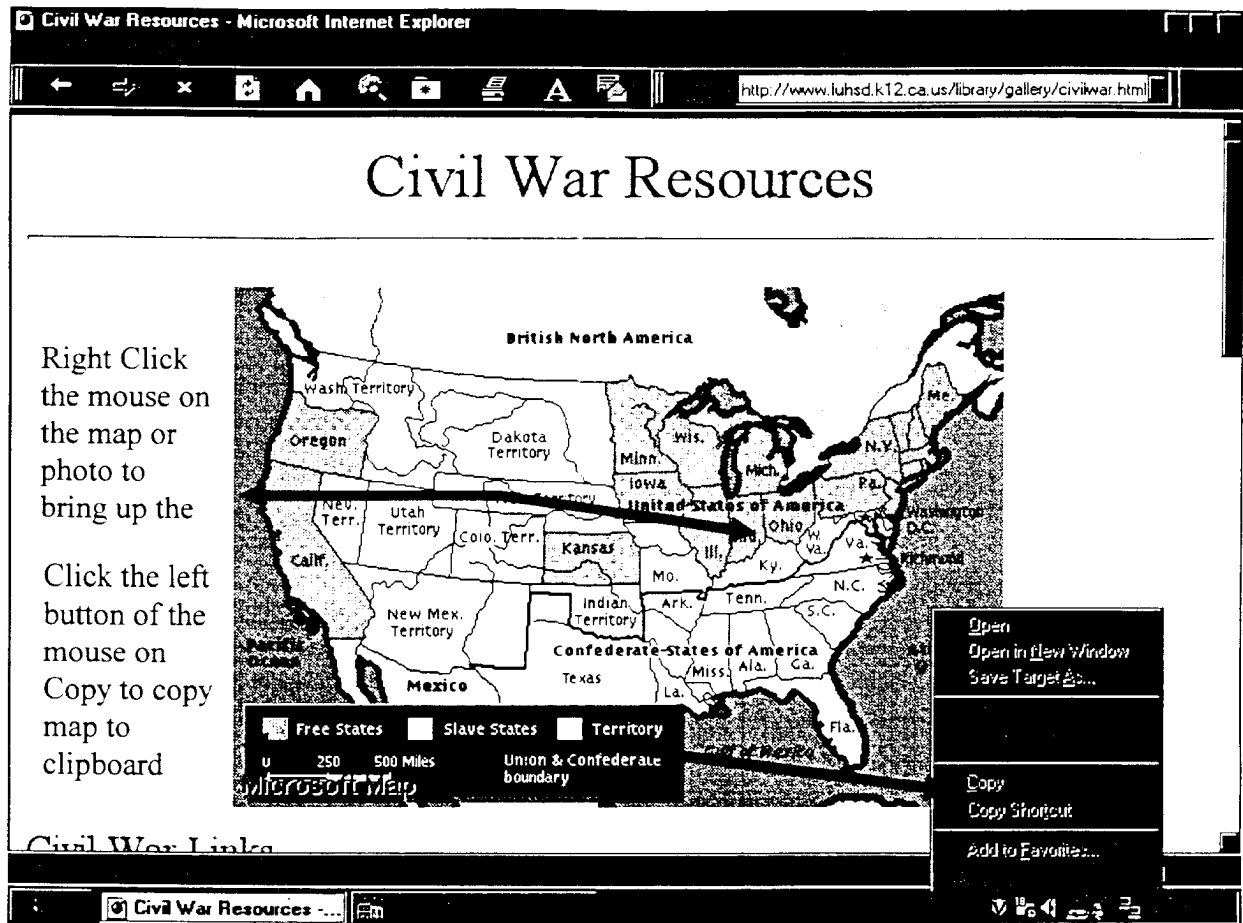 Civil War Resources - Microsoft Internet Explorer
http://www.luhsd.k12.ca.us/library/gallery/civilwar.html
Civil War Resources
Right Click
the mouse on
the map or
photo to
bring up the
Click the left
button of the
mouse on
Copy to copy
map to
clipboard
British North America
Wash. Territory
Oregon
Dakota
Territory
Minn.
Wis.
Mich.
Me.
N.Y.
Pa.
Iowa
United States of America
Nev.
Terr.
Utah
Territory
Colo. Terr.
Kansas
Calif.
Ill.
Ohio
W.
Va.
Va.
Washington
D.C.
Richmond
Mo.
Ky.
N.C.
Tenn.
Ark.
S.C.
New Mex.
Territory
Indian
Territory
Pacific
Ocean
Confederate States of America
Mexico
Texas
La.
Miss.
Ala.
Ga.
Fla.
Gulf of Mexico
Free States
Slave States
Territory
0 250 500 Miles
Union & Confederate
boundary
Microsoft Map
Open
Open in New Window
Save Target As...
Copy
Copy Shortcut
Add to Favorites...
Civil War Links
Civil War Resources -...